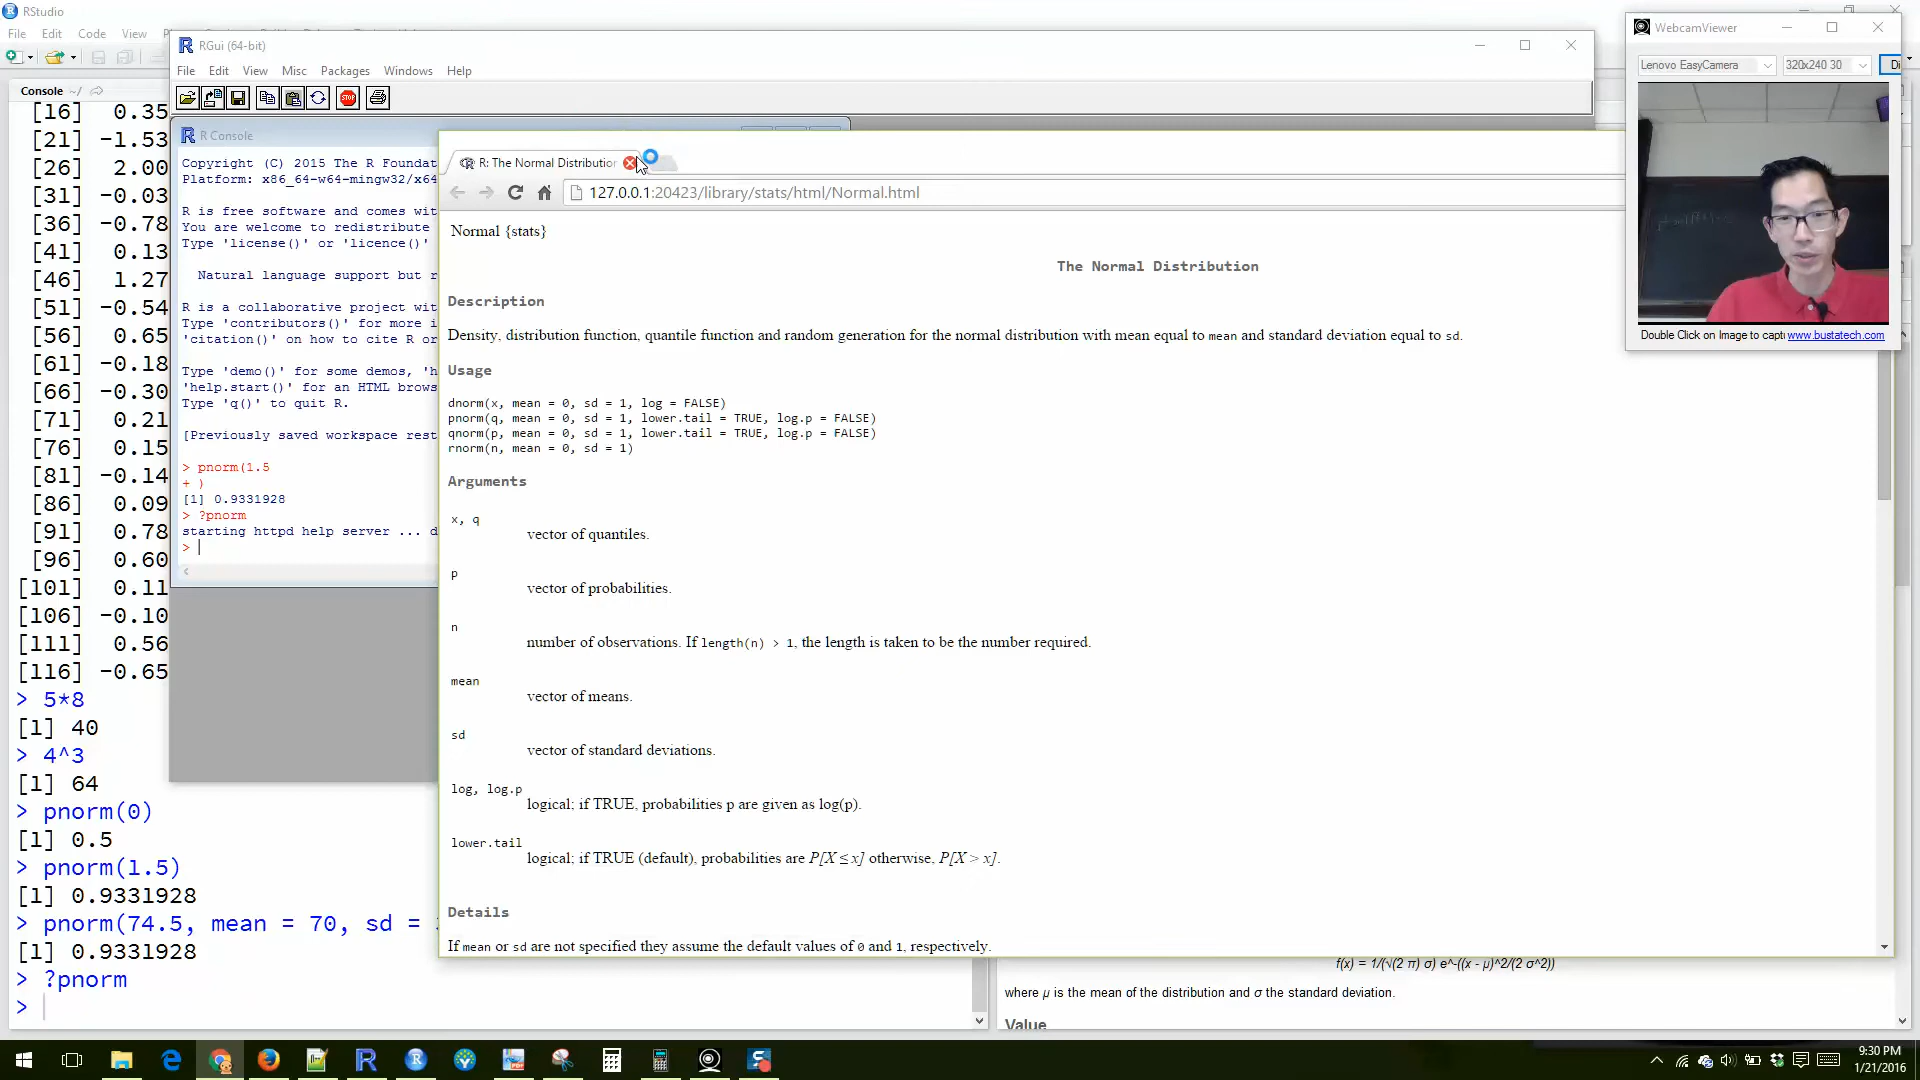 RStudio
File Edit Code View
Console ~/
[16] 0.35
[21] -1.53
[26] 2.00
[31] -0.03
[36] -0.78
[41] 0.13
[46] 1.27
[51] -0.54
[56] 0.65
[61] -0.18
[66] -0.30
[71] 0.21
[76] 0.15
[81] -0.14
[86] 0.09
[91] 0.78
[96] 0.60
[101] 0.11
[106] -0.10
[111] 0.56
[116] -0.65
> 5*8
[1] 40
> 4^3
[1] 64
> pnorm(0)
[1] 0.5
> pnorm(1.5)
[1] 0.9331928
> pnorm(74.5, mean = 70, sd =
[1] 0.9331928
> ?pnorm
>
RGui (64-bit)
File Edit View Misc Packages Windows Help
STOP
R Console
Copyright (C) 2015 The R Founda
Platform: x86_64-w64-mingw32/x64
R is free software and comes wit
You are welcome to redistribute
Type 'license()' or 'licence()'
Natural language support but r
R is a collaborative project wit
Type 'contributors()' for more i
'citation()' on how to cite R or
Type 'demo()' for some demos, 'h
'help.start()' for an HTML brows
Type 'q()' to quit R.
[Previously saved workspace rest
> pnorm(1.5
+ )
[1] 0.9331928
> ?pnorm
starting httpd help server ... d
>
R: The Normal Distribution
127.0.0.1:20423/library/stats/html/Normal.html
Normal {stats}
The Normal Distribution
Description
Density, distribution function, quantile function and random generation for the normal distribution with mean equal to mean and standard deviation equal to sd.
Usage
dnorm(x, mean = 0, sd = 1, log = FALSE)
pnorm(q, mean = 0, sd = 1, lower.tail = TRUE, log.p = FALSE)
qnorm(p, mean = 0, sd = 1, lower.tail = TRUE, log.p = FALSE)
rnorm(n, mean = 0, sd = 1)
Arguments
x, q
vector of quantiles.
p
vector of probabilities.
n
number of observations. If length(n) > 1, the length is taken to be the number required.
mean
vector of means.
sd
vector of standard deviations.
log, log.p
logical; if TRUE, probabilities p are given as log(p).
lower.tail
logical; if TRUE (default), probabilities are P[X ≤ x] otherwise, P[X > x].
Details
If mean or sd are not specified they assume the default values of 0 and 1, respectively.
f(x) = 1/(√(2 π) σ) e^-((x - μ)^2/(2 σ^2))
where μ is the mean of the distribution and σ the standard deviation.
Value
WebcamViewer
Lenovo EasyCamera 320x240 30 Di
Double Click on Image to capt www.bustatech.com
9:30 PM
1/21/2016